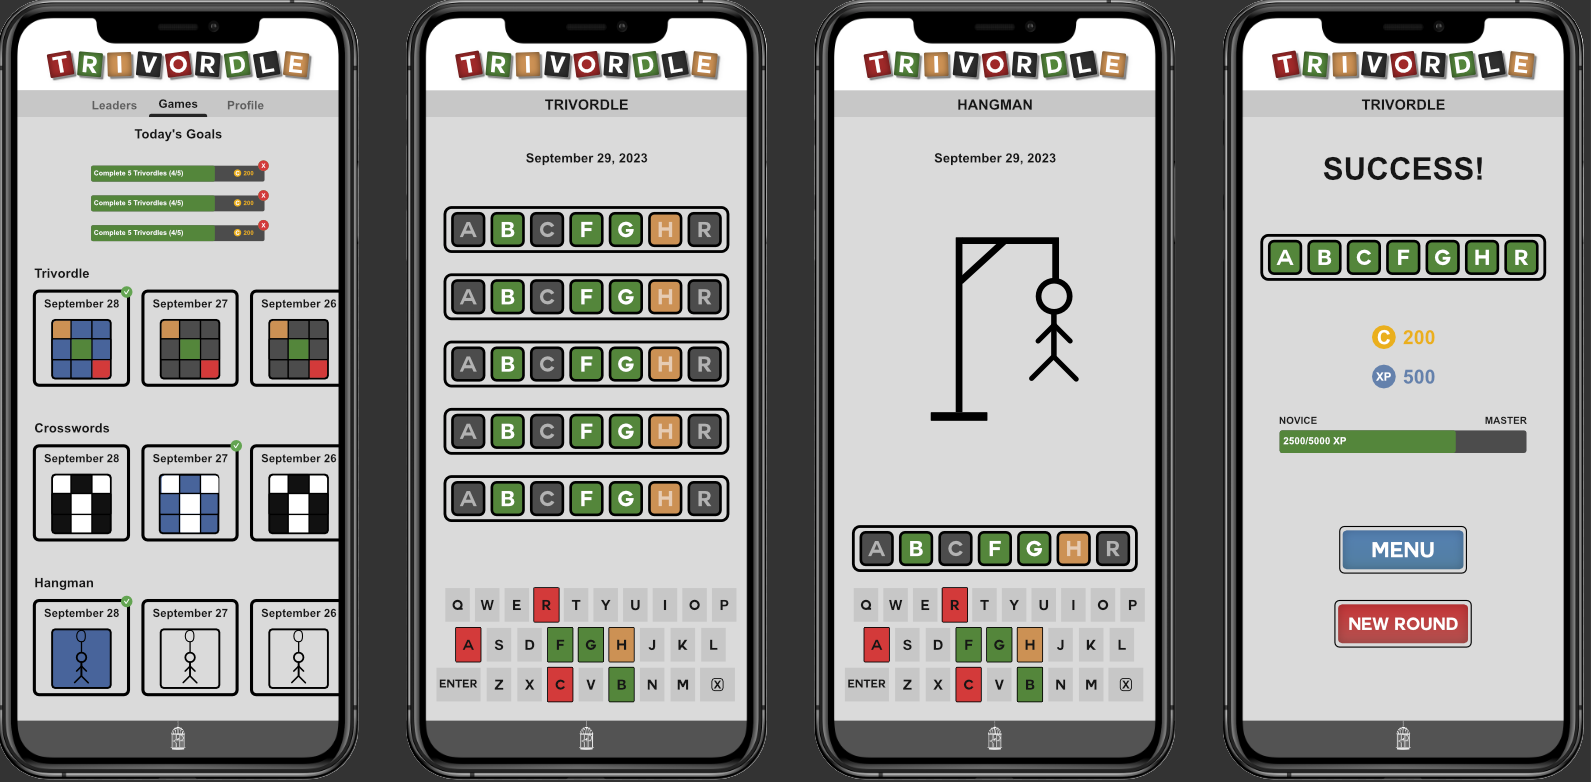 TRIVORDLE
Leaders Games Profile
Today's Goals
Complete 5 Trivordles (4/5) C 200 X
Complete 5 Trivordles (4/5) C 200 X
Complete 5 Trivordles (4/5) C 200 X
Trivordle
September 28 September 27 September 26
Crosswords
September 28 September 27 September 26
Hangman
September 28 September 27 September 26
TRIVORDLE
TRIVORDLE
September 29, 2023
A B C F G H R
A B C F G H R
A B C F G H R
A B C F G H R
A B C F G H R
Q W E R T Y U I O P
A S D F G H J K L
ENTER Z X C V B N M X
TRIVORDLE
HANGMAN
September 29, 2023
A B C F G H R
Q W E R T Y U I O P
A S D F G H J K L
ENTER Z X C V B N M X
TRIVORDLE
TRIVORDLE
SUCCESS!
A B C F G H R
C 200
XP 500
NOVICE MASTER
2500/5000 XP
MENU
NEW ROUND